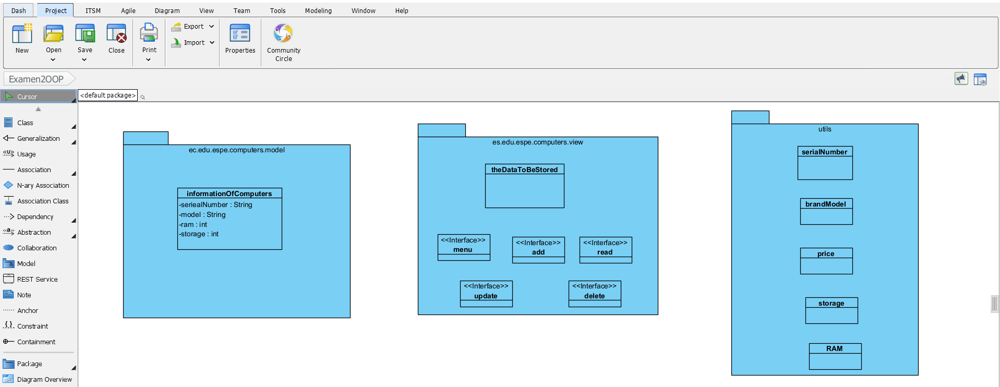 Dash Project ITSM Agile Diagram View Team Tools Modeling Window Help
New Open Save Close Print Export Import Properties Community Circle
Examen2OOP
Cursor
<default package>
Class
Generalization
Usage
Association
N-ary Association
Association Class
Dependency
Abstraction
Collaboration
Model
REST Service
Note
Anchor
Constraint
Containment
Package
Diagram Overview
ec.edu.espe.computers.model
informationOfComputers
-seriealNumber : String
-model : String
-ram : int
-storage : int
es.edu.espe.computers.view
theDataToBeStored
<<Interface>>
menu
<<Interface>>
add
<<Interface>>
read
<<Interface>>
update
<<Interface>>
delete
utils
serialNumber
brandModel
price
storage
RAM